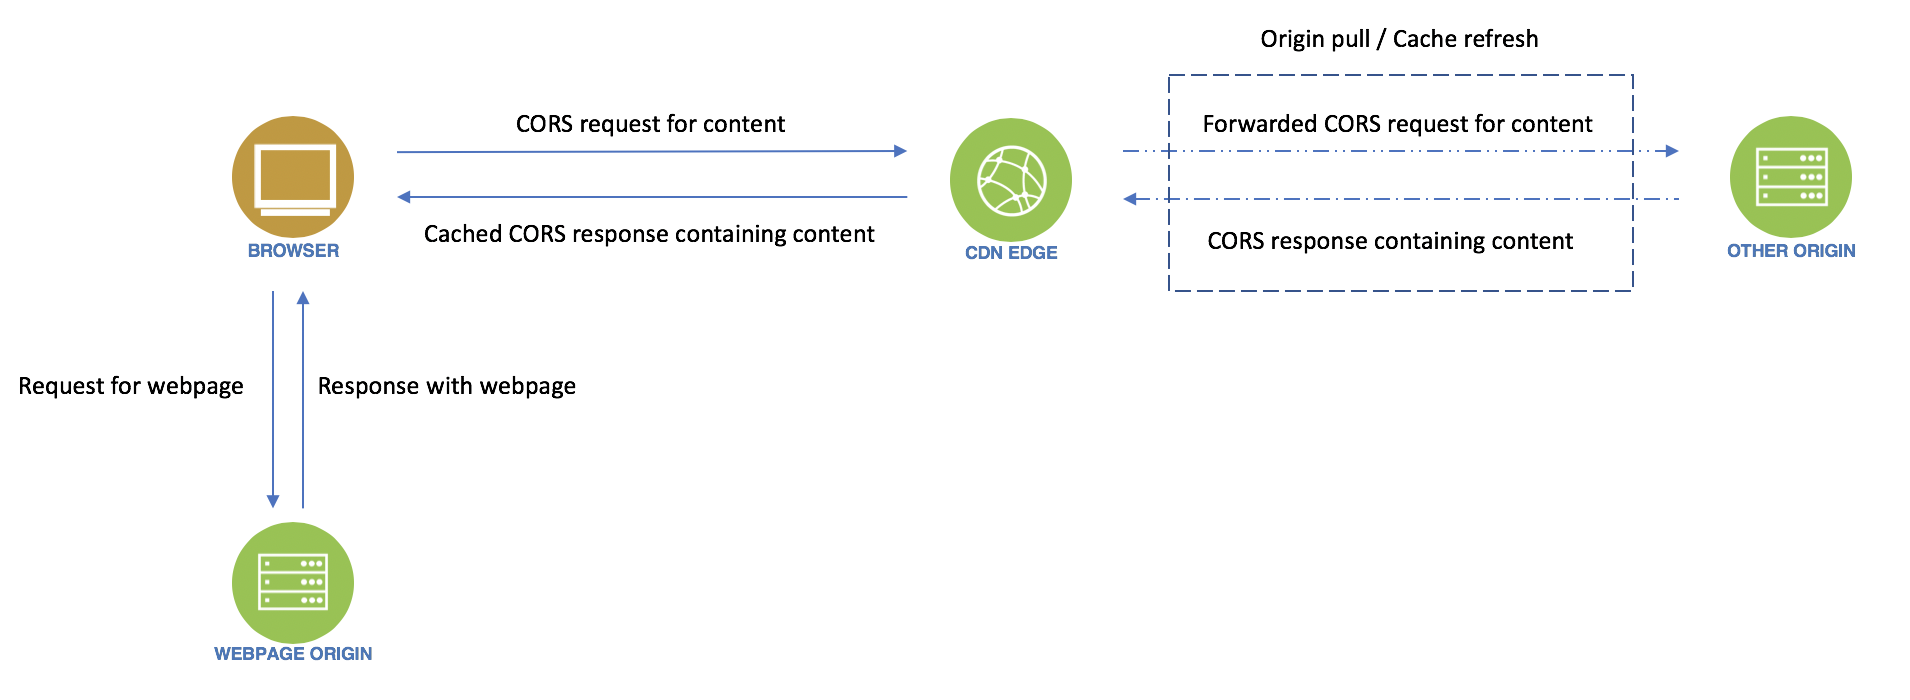 Origin pull / Cache refresh
CORS request for content
Forwarded CORS request for content
Cached CORS response containing content
CORS response containing content
BROWSER
CDN EDGE
OTHER ORIGIN
Request for webpage
Response with webpage
WEBPAGE ORIGIN